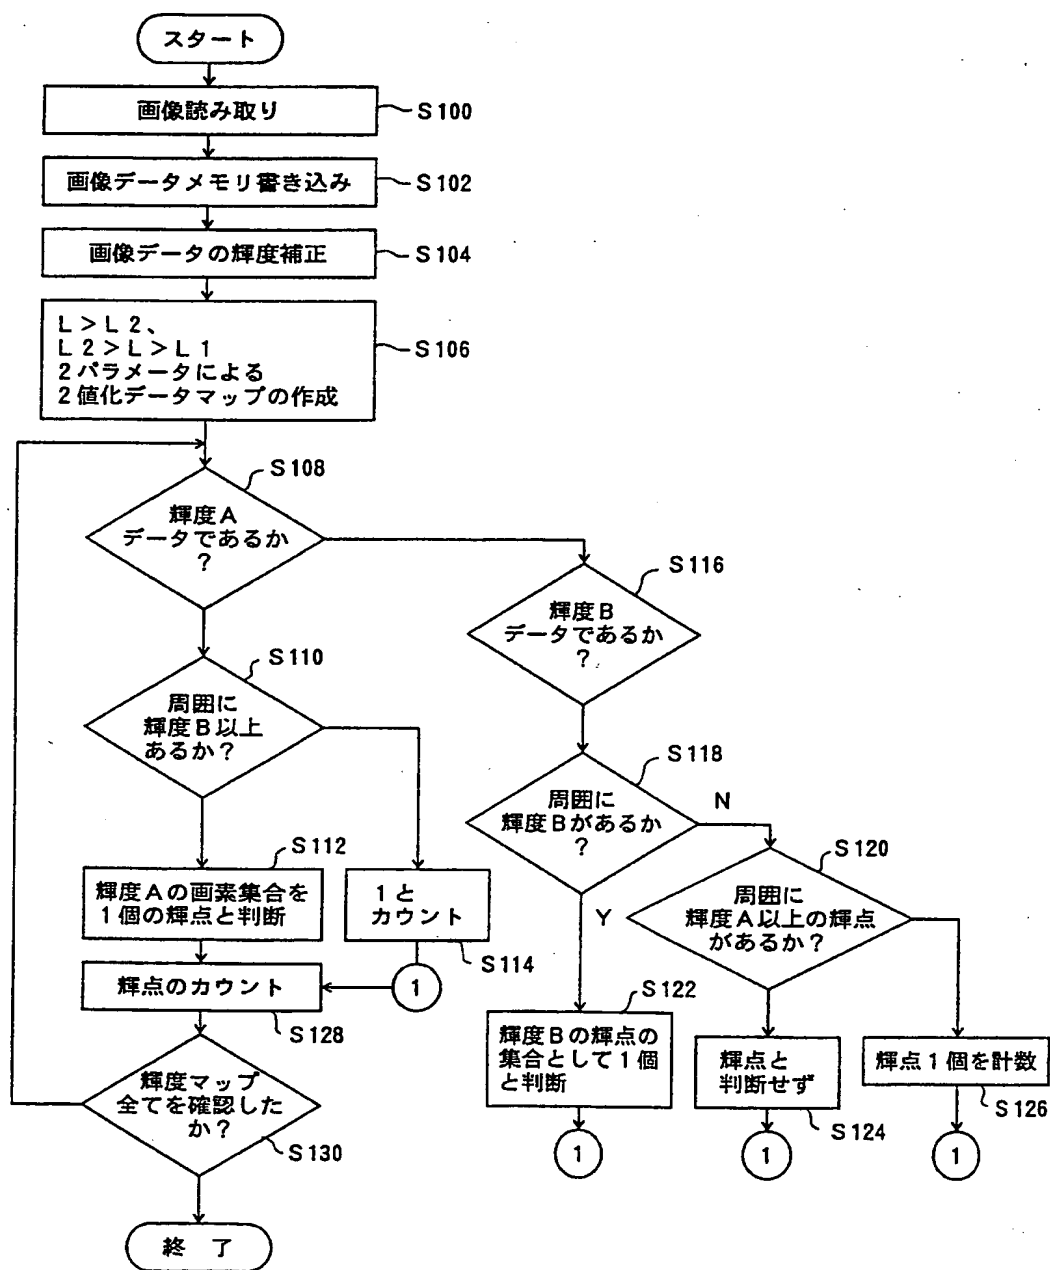 スタート
画像読み取り
S100
画像データメモリ書き込み
S102
画像データの輝度補正
S104
L>L2、
L2>L>L1
2パラメータによる
2値化データマップの作成
S106
S108
輝度A
データであるか
?
S116
輝度B
データであるか
?
S110
周囲に
輝度B以上
あるか?
S118
周囲に
輝度Bがあるか
?
N
Y
S120
周囲に
輝度A以上の輝点
があるか?
S112
輝度Aの画素集合を
1個の輝点と判断
1と
カウント
S114
輝点のカウント
1
S128
S122
輝度Bの輝点の
集合として1個
と判断
輝点と
判断せず
S124
輝点1個を計数
S126
輝度マップ
全てを確認した
か?
S130
1
1
1
終 了